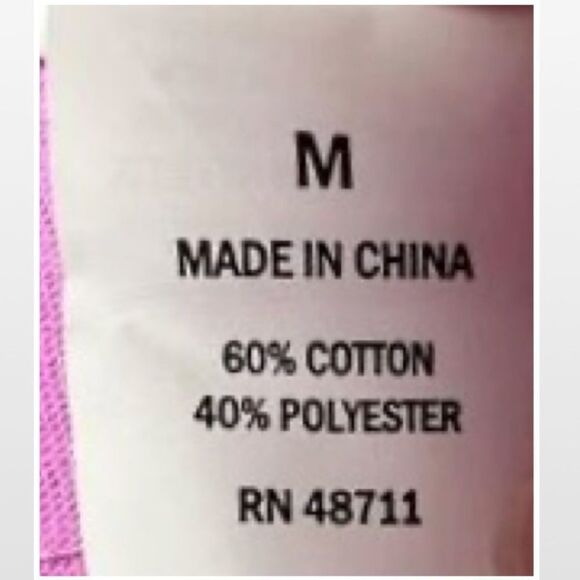 M
MADE IN CHINA
60% COTTON
40% POLYESTER
RN 48711